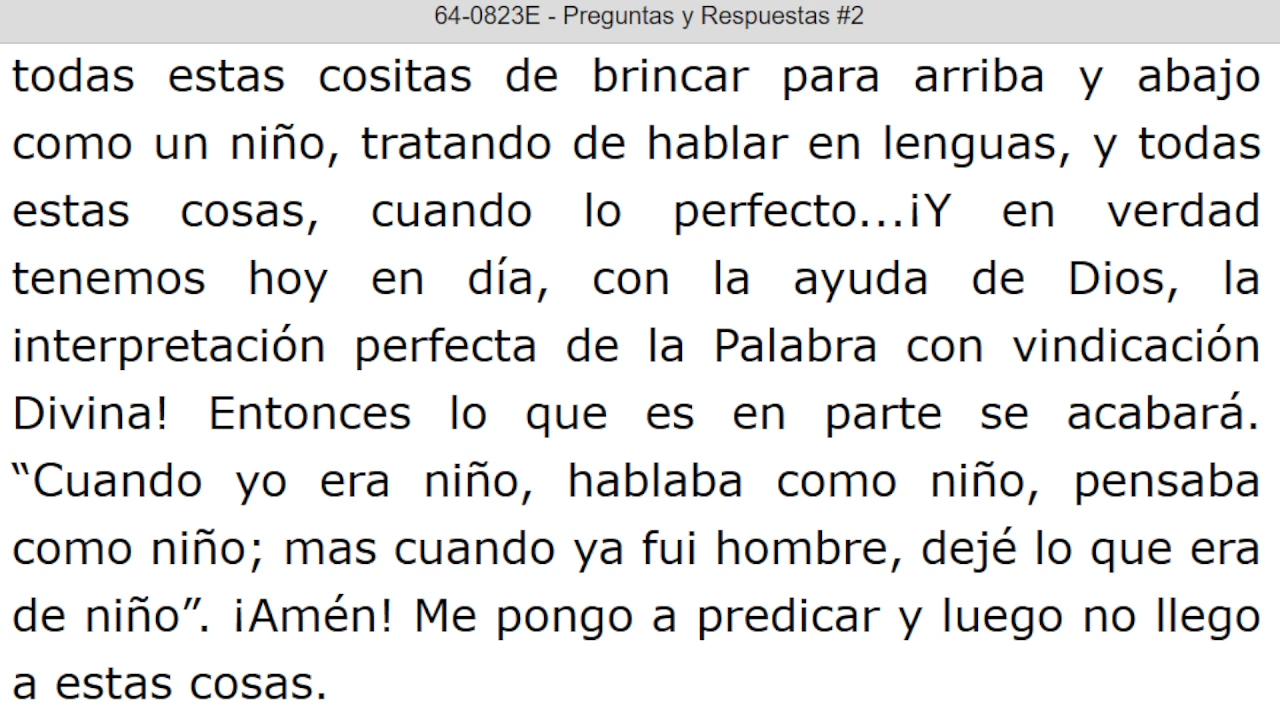 64-0823E - Preguntas y Respuestas #2
todas estas cositas de brincar para arriba y abajo
como un niño, tratando de hablar en lenguas, y todas
estas cosas, cuando lo perfecto...¡Y en verdad
tenemos hoy en día, con la ayuda de Dios, la
interpretación perfecta de la Palabra con vindicación
Divina! Entonces lo que es en parte se acabará.
“Cuando yo era niño, hablaba como niño, pensaba
como niño; mas cuando ya fui hombre, dejé lo que era
de niño”. ¡Amén! Me pongo a predicar y luego no llego
a estas cosas.